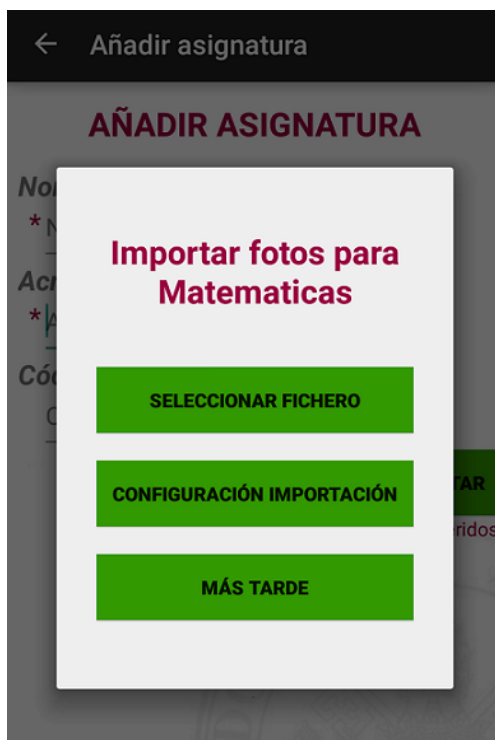 Añadir asignatura
AÑADIR ASIGNATURA
Importar fotos para
Matematicas
SELECCIONAR FICHERO
CONFIGURACIÓN IMPORTACIÓN
MÁS TARDE